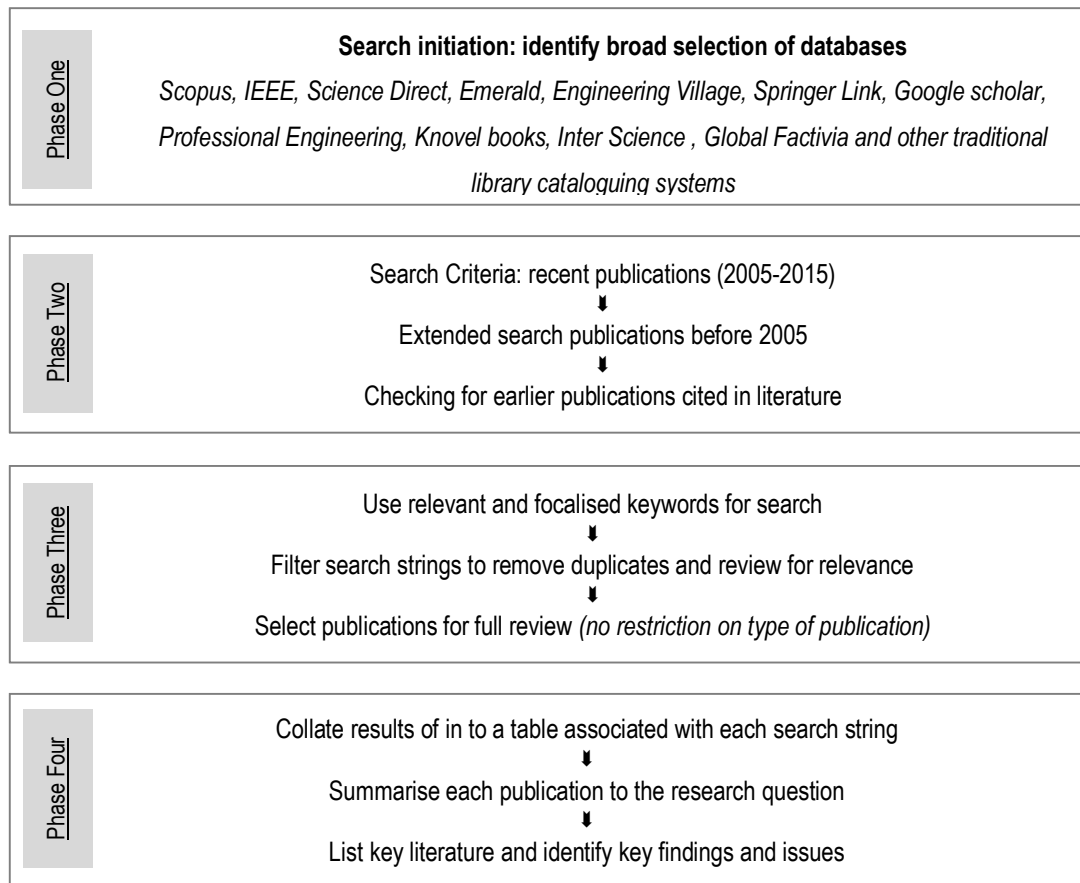 Phase One
Search initiation: identify broad selection of databases
Scopus, IEEE, Science Direct, Emerald, Engineering Village, Springer Link, Google scholar,
Professional Engineering, Knovel books, Inter Science , Global Factivia and other traditional
library cataloguing systems
Phase Two
Search Criteria: recent publications (2005-2015)
Extended search publications before 2005
Checking for earlier publications cited in literature
Phase Three
Use relevant and focalised keywords for search
Filter search strings to remove duplicates and review for relevance
Select publications for full review (no restriction on type of publication)
Phase Four
Collate results of in to a table associated with each search string
Summarise each publication to the research question
List key literature and identify key findings and issues